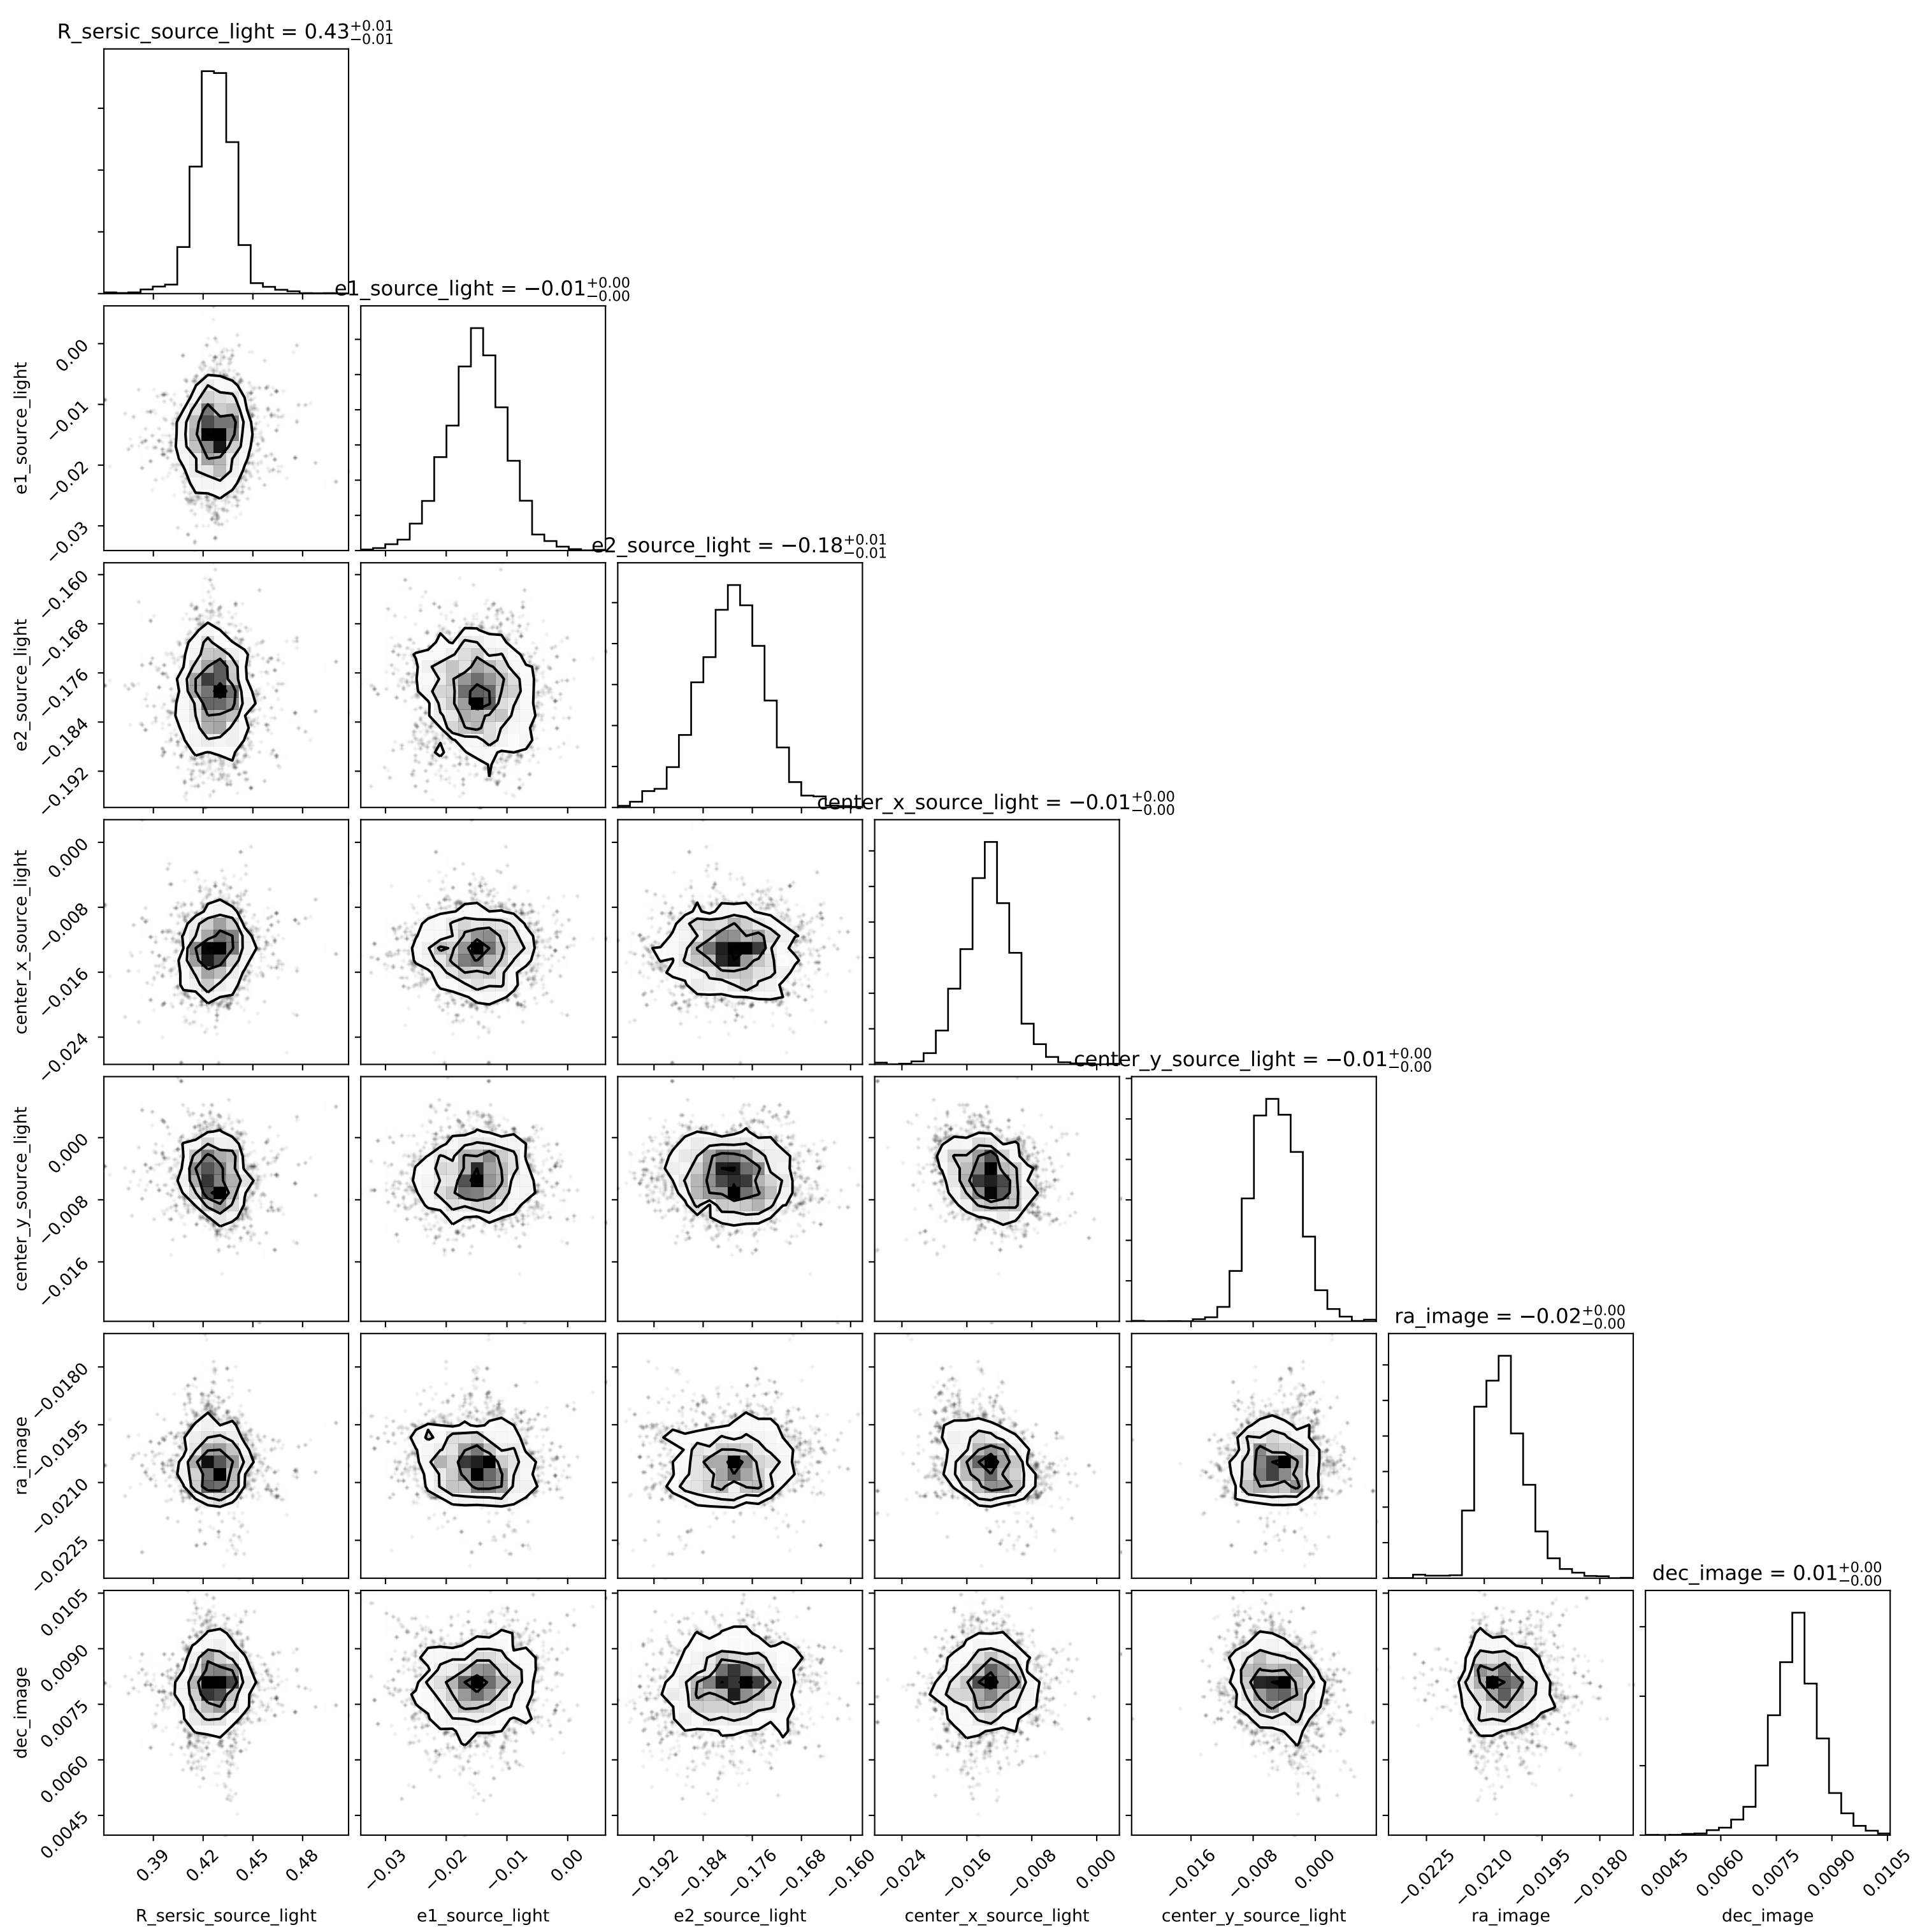 R_sersic_source_light = 0.43+0.01−0.01
e1_source_light = −0.01+0.00−0.00
0.00
−0.01
−0.02
−0.03
e1_source_light
e2_source_light = −0.18+0.01−0.01
−0.160
−0.168
−0.176
−0.184
−0.192
e2_source_light
center_x_source_light = −0.01+0.00−0.00
0.000
−0.008
−0.016
−0.024
center_x_source_light
center_y_source_light = −0.01+0.00−0.00
0.000
−0.008
−0.016
center_y_source_light
ra_image = −0.02+0.00−0.00
−0.0180
−0.0195
−0.0210
−0.0225
ra_image
dec_image = 0.01+0.00−0.00
0.0105
0.0090
0.0075
0.0060
0.0045
dec_image
0.39 0.42 0.45 0.48 −0.03 −0.02 −0.01 0.00 −0.192 −0.184 −0.176 −0.168 −0.160 −0.024 −0.016 −0.008 0.000 −0.016 −0.008 0.000 −0.0225 −0.0210 −0.0195 −0.0180 0.0045 0.0060 0.0075 0.0090 0.0105
R_sersic_source_light e1_source_light e2_source_light center_x_source_light center_y_source_light ra_image dec_image